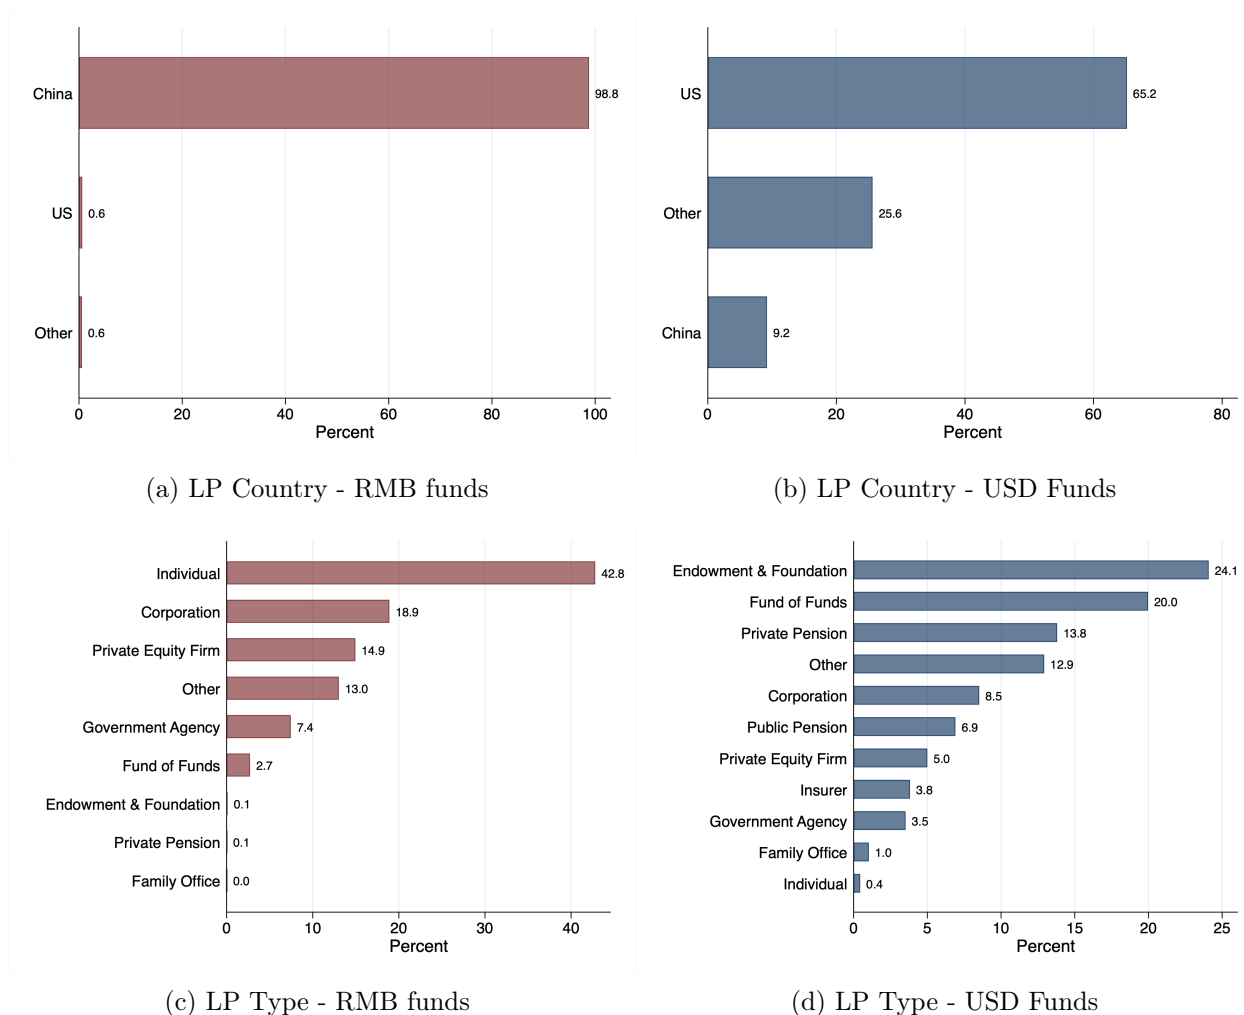 China
98.8
US
0.6
Other
0.6
0 20 40 60 80 100
Percent
(a) LP Country - RMB funds
US
65.2
Other
25.6
China
9.2
0 20 40 60 80
Percent
(b) LP Country - USD Funds
Individual
42.8
Corporation
18.9
Private Equity Firm
14.9
Other
13.0
Government Agency
7.4
Fund of Funds
2.7
Endowment & Foundation
0.1
Private Pension
0.1
Family Office
0.0
0 10 20 30 40
Percent
(c) LP Type - RMB funds
Endowment & Foundation
24.1
Fund of Funds
20.0
Private Pension
13.8
Other
12.9
Corporation
8.5
Public Pension
6.9
Private Equity Firm
5.0
Insurer
3.8
Government Agency
3.5
Family Office
1.0
Individual
0.4
0 5 10 15 20 25
Percent
(d) LP Type - USD Funds